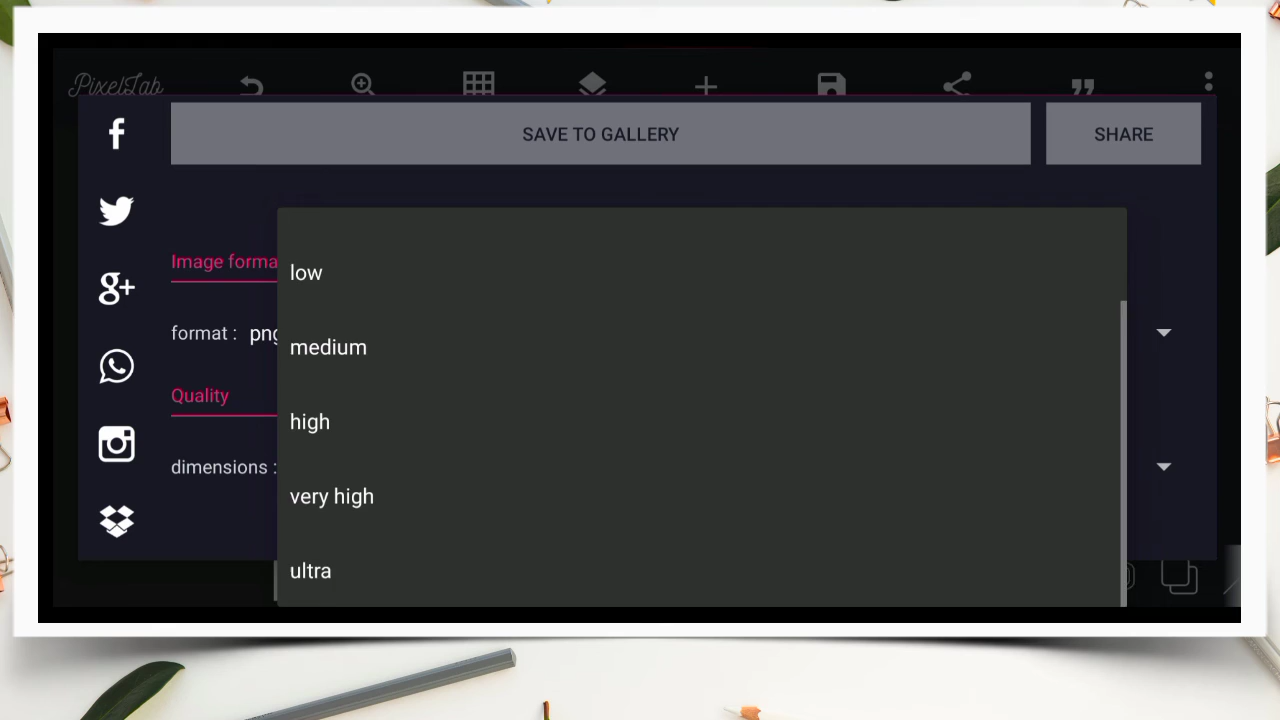 PixelLab
SAVE TO GALLERY
SHARE
Image forma
format : png
Quality
dimensions :
low
medium
high
very high
ultra